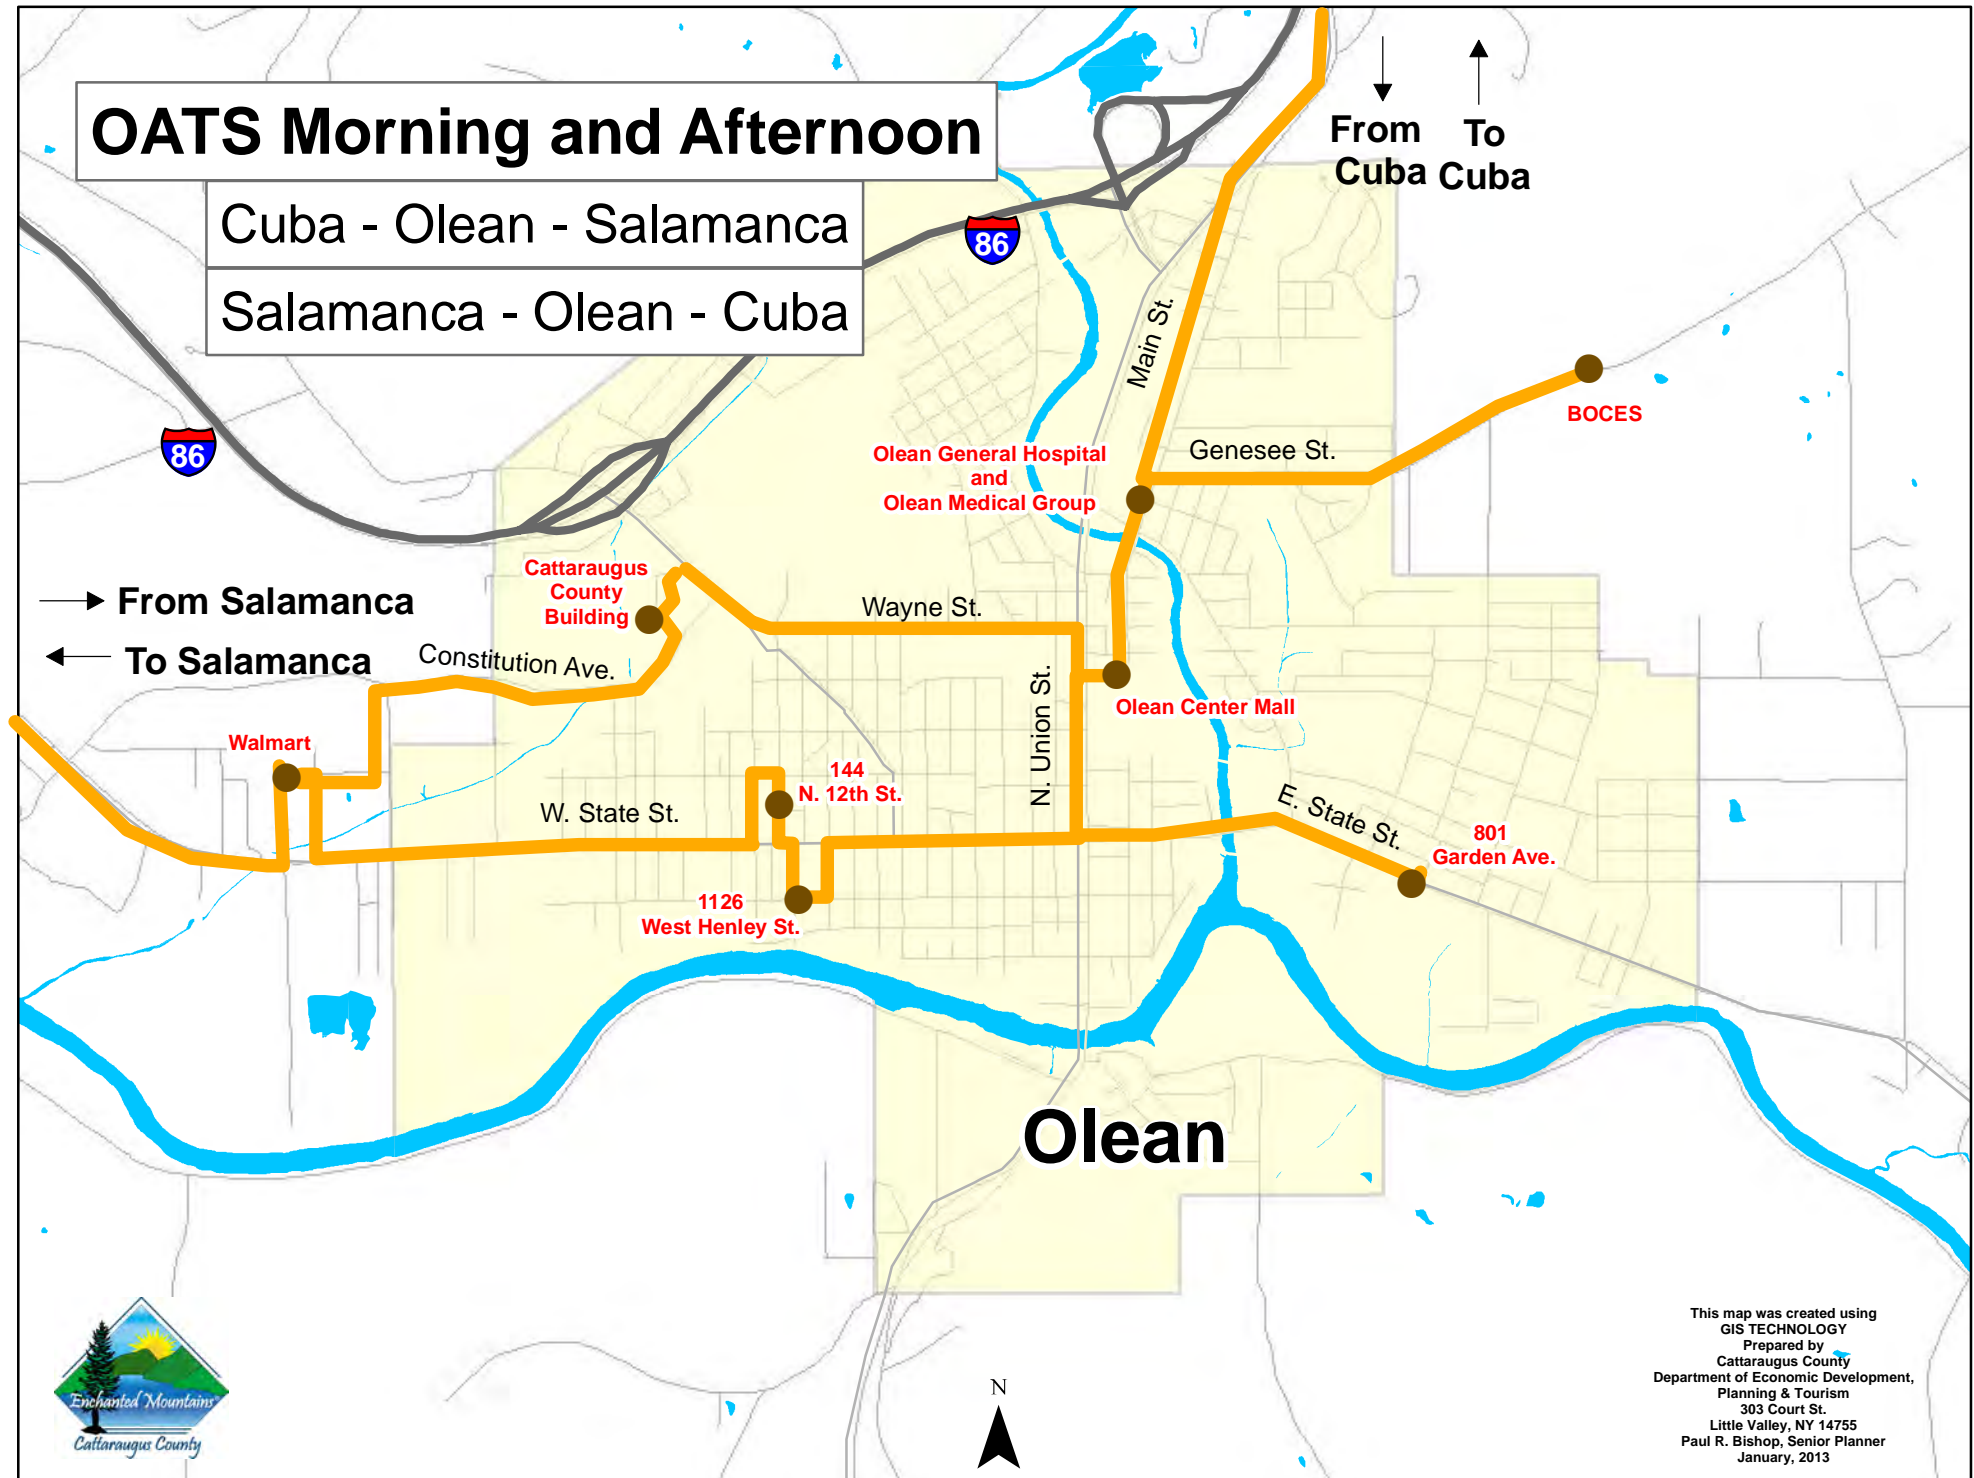 OATS Morning and Afternoon
Cuba - Olean - Salamanca
Salamanca - Olean - Cuba
From
Cuba
To
Cuba
86
86
Main St.
BOCES
Genesee St.
Olean General Hospital
and
Olean Medical Group
Cattaraugus
County
Building
From Salamanca
To Salamanca
Constitution Ave.
Wayne St.
N. Union St.
Olean Center Mall
Walmart
144
N. 12th St.
W. State St.
E. State St.
801
Garden Ave.
1126
West Henley St.
Olean
Enchanted Mountains
Cattaraugus County
N
This map was created using
GIS TECHNOLOGY
Prepared by
Cattaraugus County
Department of Economic Development,
Planning & Tourism
303 Court St.
Little Valley, NY 14755
Paul R. Bishop, Senior Planner
January, 2013